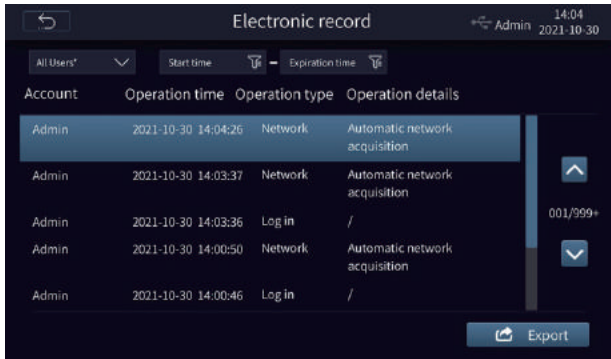 Electronic record
Admin
14:04
2021-10-30
All Users*
Start time
Expiration time
Account Operation time Operation type Operation details
Admin 2021-10-30 14:04:26 Network Automatic network
acquisition
Admin 2021-10-30 14:03:37 Network Automatic network
acquisition
001/999+
Admin 2021-10-30 14:03:36 Log in /
Admin 2021-10-30 14:00:50 Network Automatic network
acquisition
Admin 2021-10-30 14:00:46 Log in /
Export